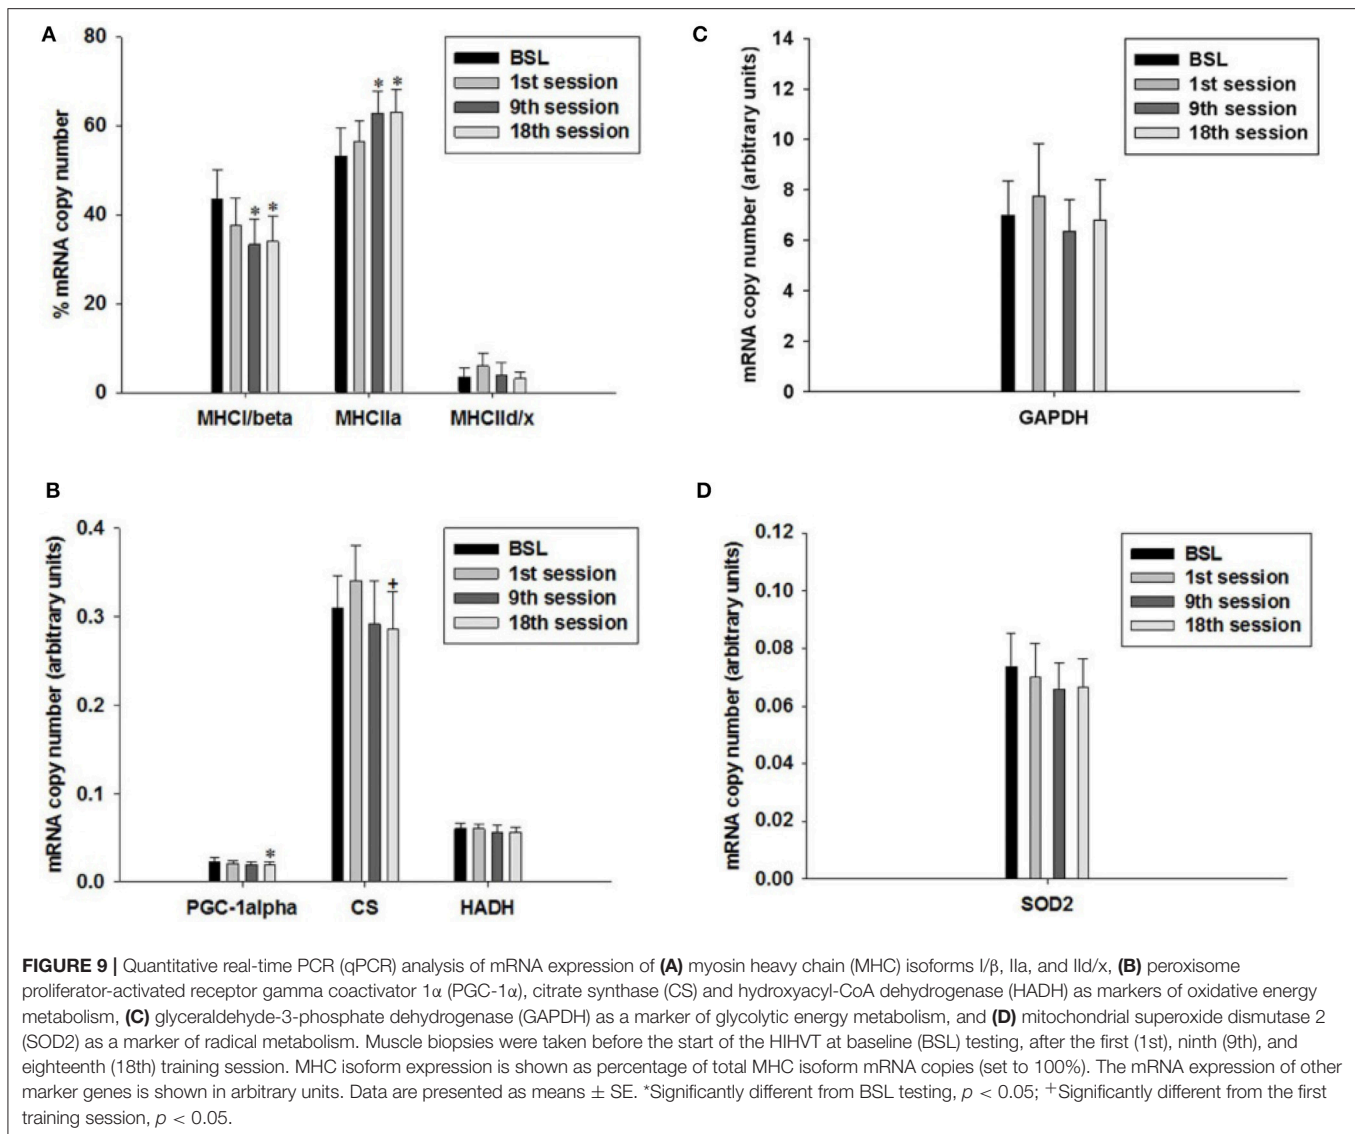 A
80
60
40
20
0
% mRNA copy number
BSL
1st session
9th session
18th session
* * * *
MHCI/beta MHCIIa MHCIId/x
C
14
12
10
8
6
4
2
0
mRNA copy number (arbitrary units)
BSL
1st session
9th session
18th session
GAPDH
B
0.4
0.3
0.2
0.1
0.0
mRNA copy number (arbitrary units)
BSL
1st session
9th session
18th session
* +
PGC-1alpha CS HADH
D
0.12
0.10
0.08
0.06
0.04
0.02
0.00
mRNA copy number (arbitrary units)
BSL
1st session
9th session
18th session
SOD2
FIGURE 9 | Quantitative real-time PCR (qPCR) analysis of mRNA expression of (A) myosin heavy chain (MHC) isoforms I/β, IIa, and IId/x, (B) peroxisome
proliferator-activated receptor gamma coactivator 1α (PGC-1α), citrate synthase (CS) and hydroxyacyl-CoA dehydrogenase (HADH) as markers of oxidative energy
metabolism, (C) glyceraldehyde-3-phosphate dehydrogenase (GAPDH) as a marker of glycolytic energy metabolism, and (D) mitochondrial superoxide dismutase 2
(SOD2) as a marker of radical metabolism. Muscle biopsies were taken before the start of the HIHVT at baseline (BSL) testing, after the first (1st), ninth (9th), and
eighteenth (18th) training session. MHC isoform expression is shown as percentage of total MHC isoform mRNA copies (set to 100%). The mRNA expression of other
marker genes is shown in arbitrary units. Data are presented as means ± SE. *Significantly different from BSL testing, p < 0.05; +Significantly different from the first
training session, p < 0.05.